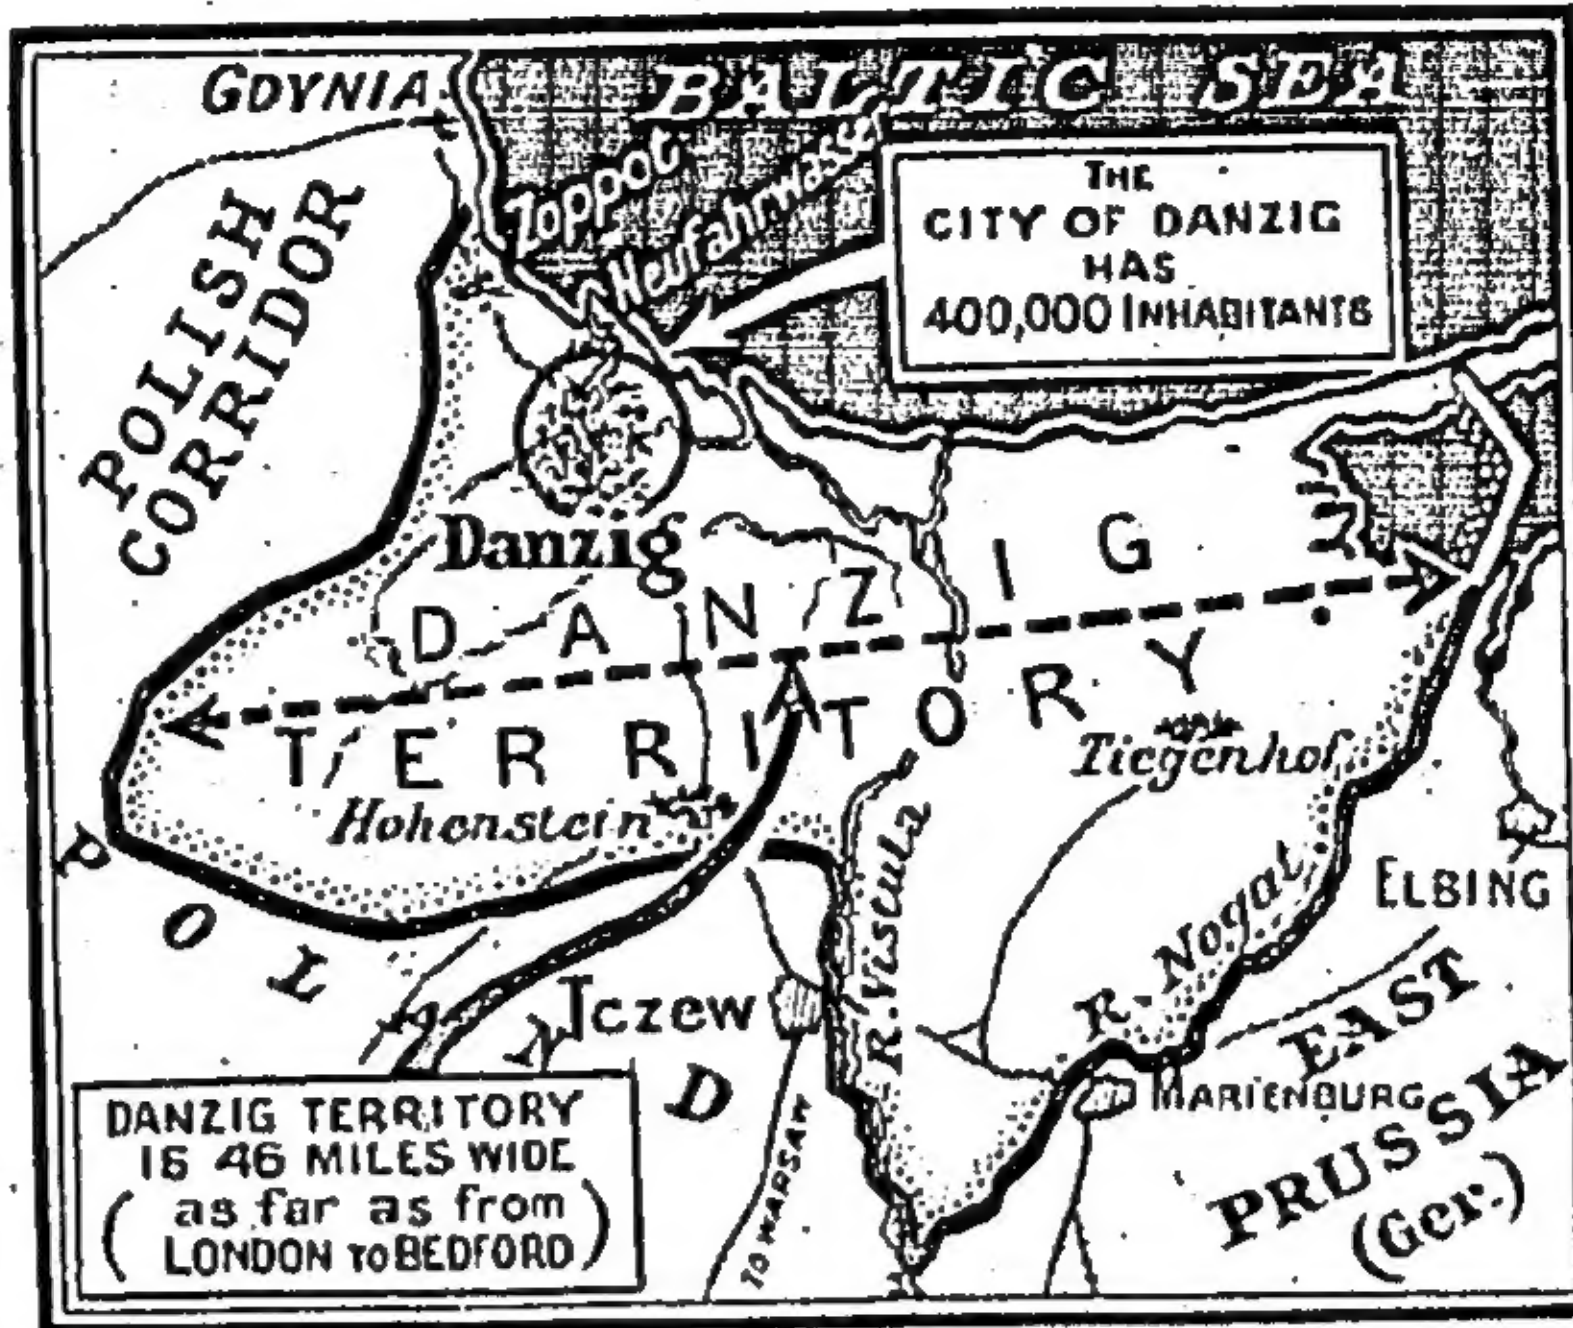 GDYNIA
BALTIC SEA
Zoppot
Neufahrwasser
THE
CITY OF DANZIG
HAS
400,000 INHABITANTS
POLISH
CORRIDOR
Danzig
DANZIG
TERRITORY
Hohenstein
Tiegenhof
R. Viscula
R. Nogat
ELBING
POLAND
Tczew
MARIENBURG
EAST
PRUSSIA
(Ger.)
TO WARSAW
DANZIG TERRITORY
IS 46 MILES WIDE
(as far as from
LONDON TO BEDFORD)